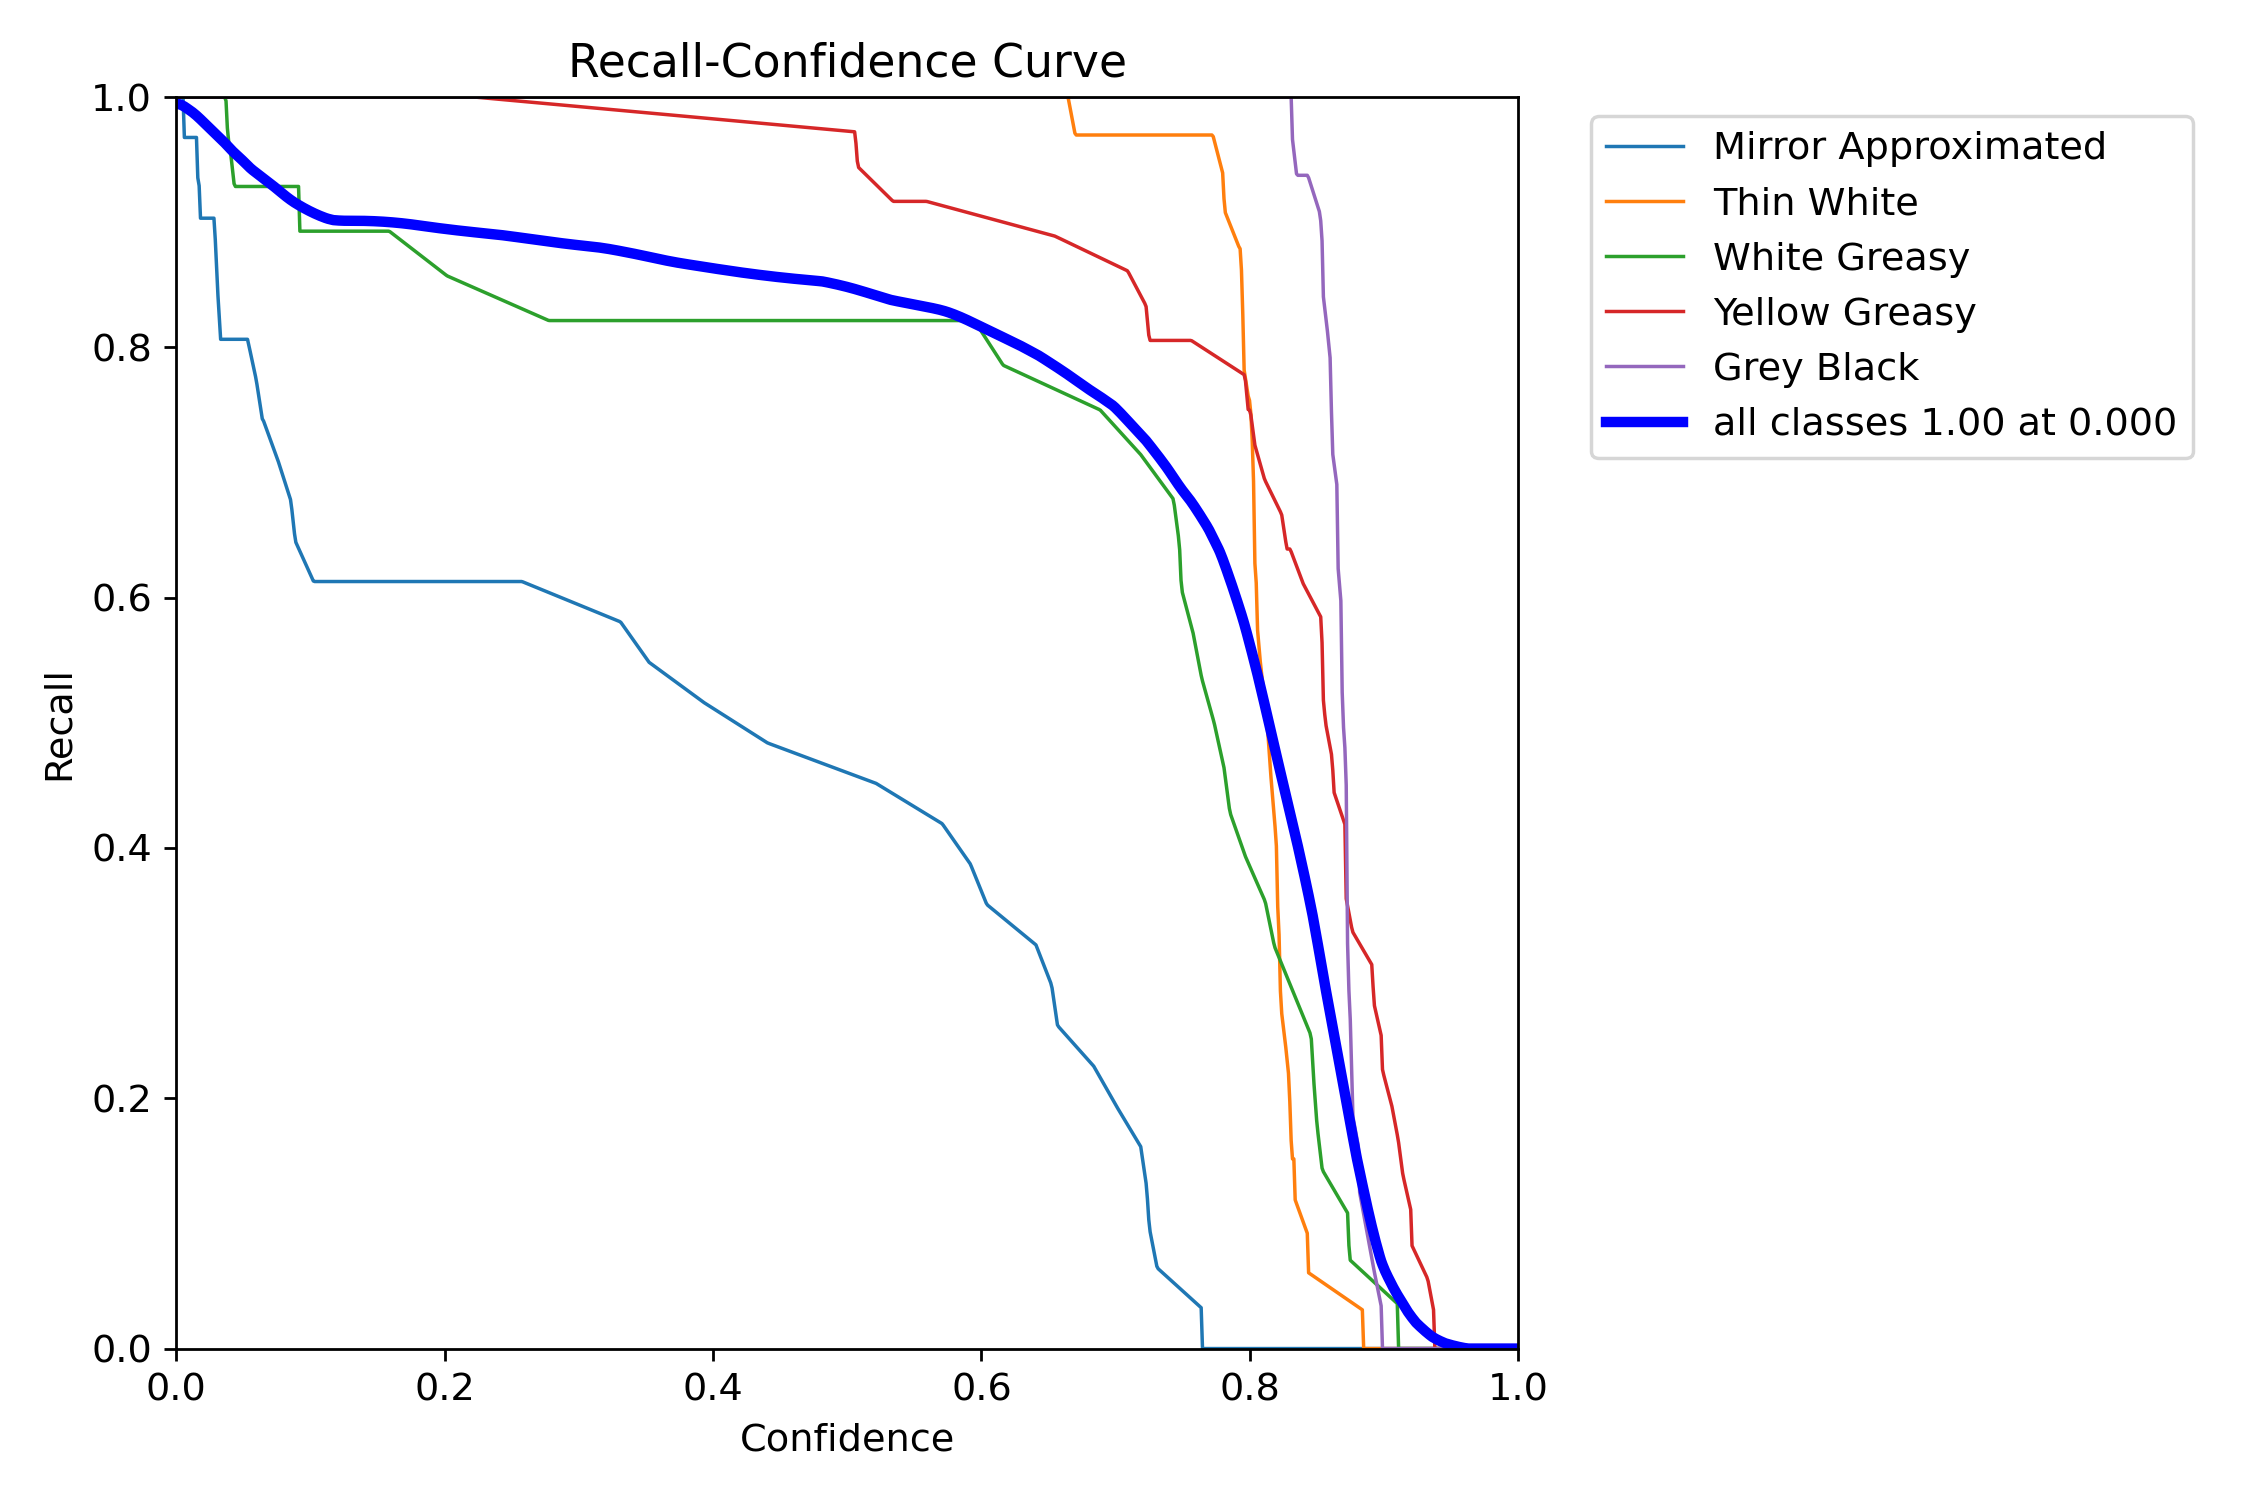 Recall-Confidence Curve
1.0
0.8
0.6
0.4
0.2
0.0
Recall
0.0 0.2 0.4 0.6 0.8 1.0
Confidence
Mirror Approximated
Thin White
White Greasy
Yellow Greasy
Grey Black
all classes 1.00 at 0.000